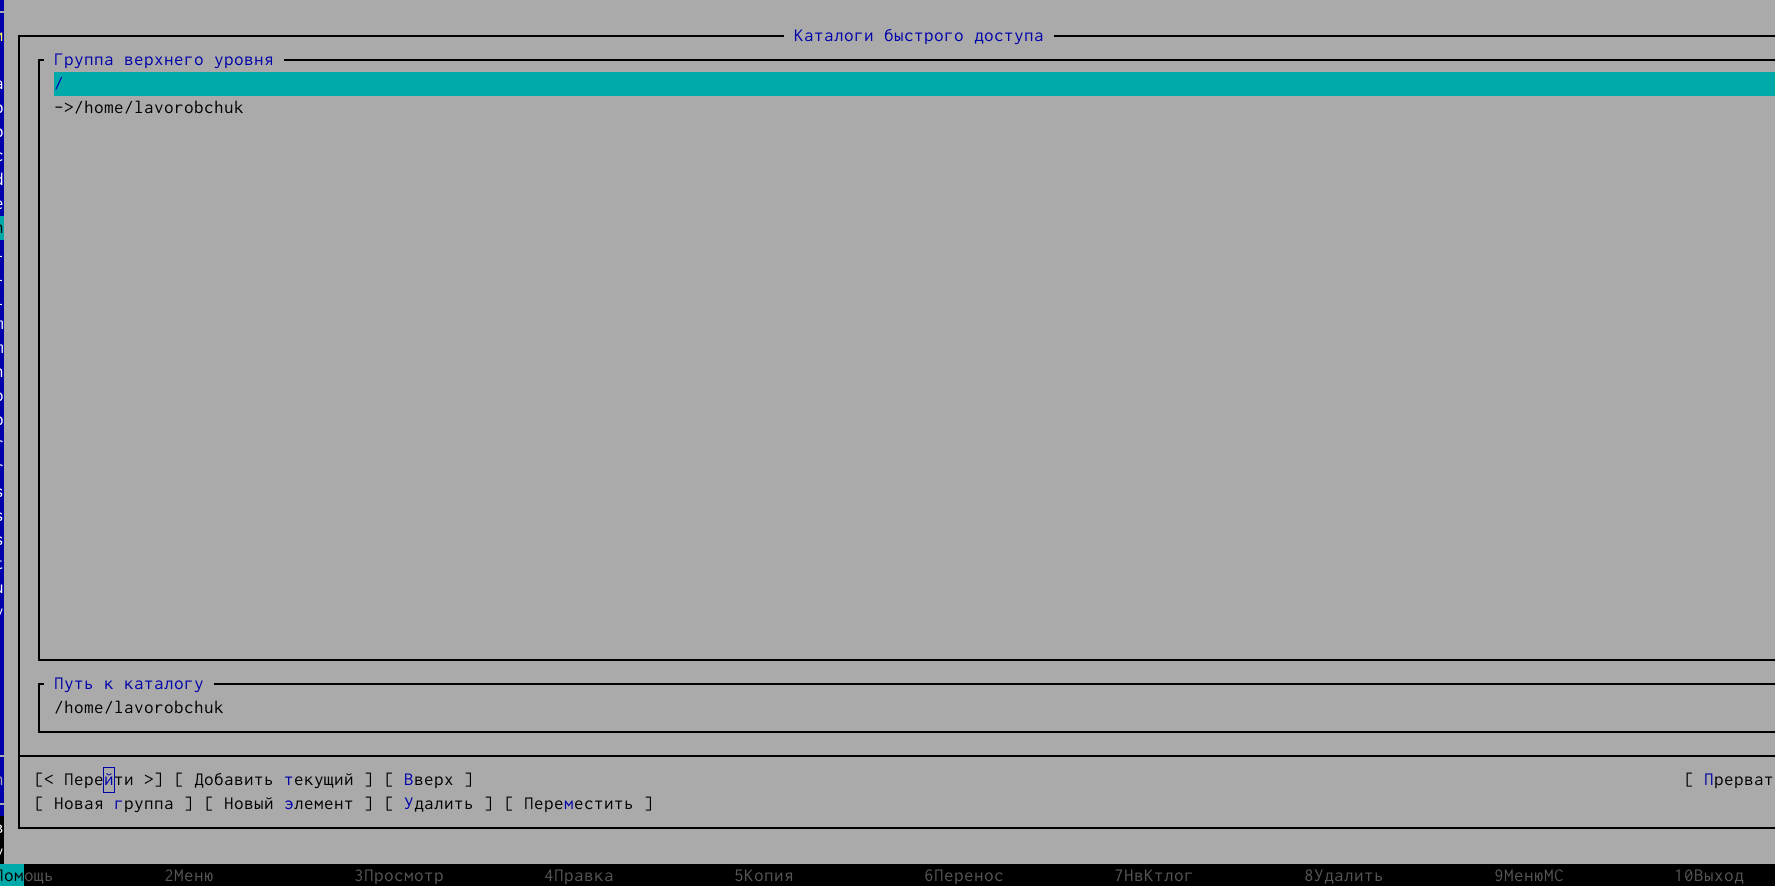 Каталоги быстрого доступа
Группа верхнего уровня
/
->/home/lavorobchuk
Путь к каталогу
/home/lavorobchuk
[< Перейти >] [ Добавить текущий ] [ Вверх ] [ Прерват
[ Новая группа ] [ Новый элемент ] [ Удалить ] [ Переместить ]
Помощь 2Меню 3Просмотр 4Правка 5Копия 6Перенос 7НвКтлог 8Удалить 9МенюMC 10Выход